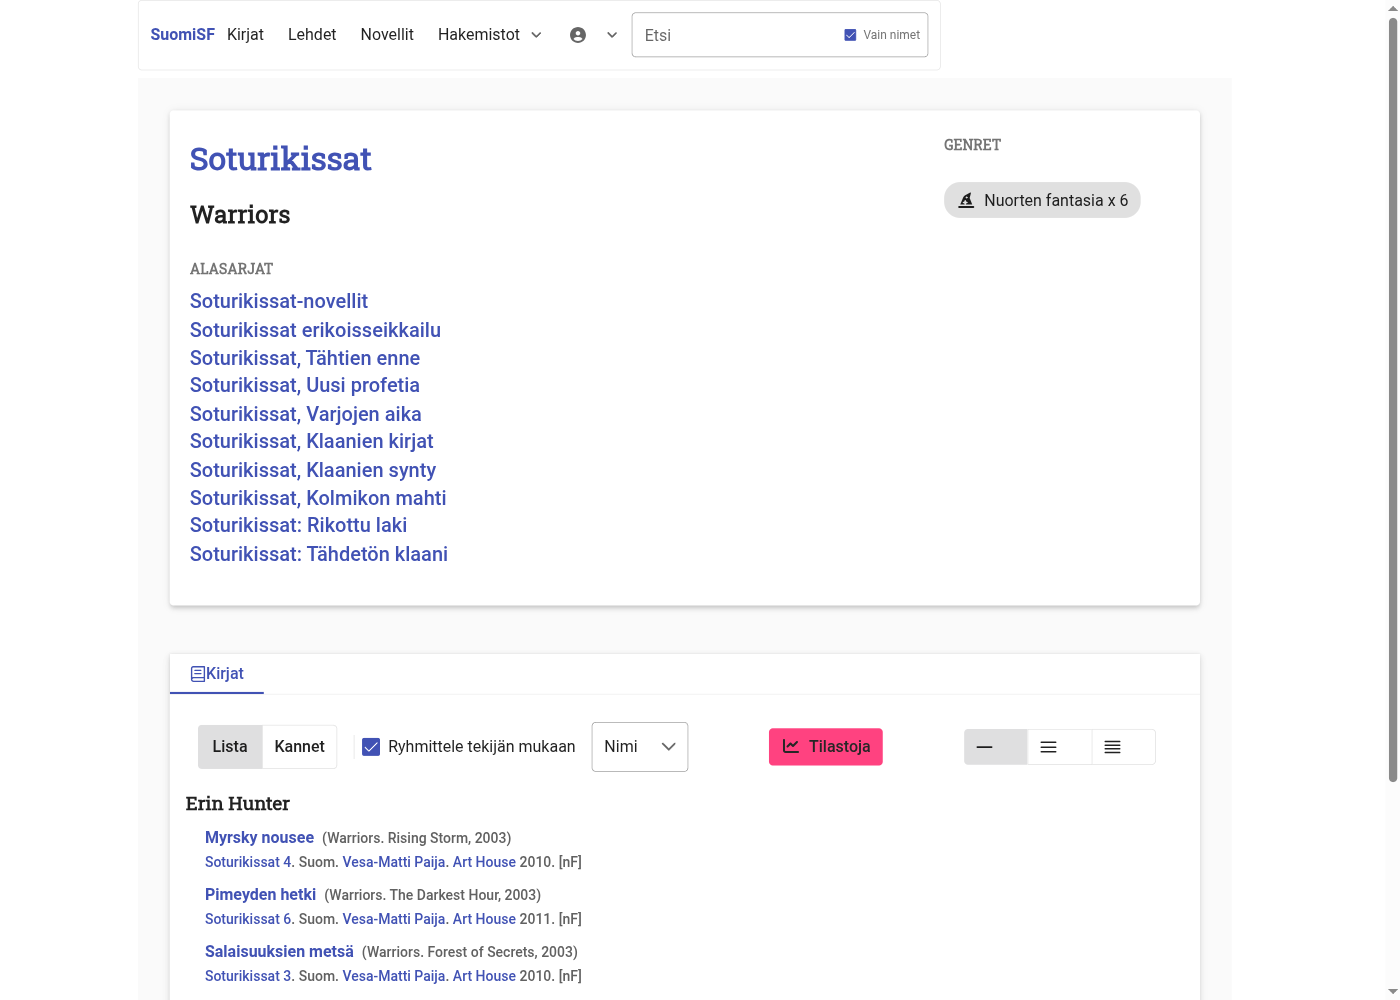 SuomiSF Kirjat Lehdet Novellit Hakemistot Etsi Vain nimet
Soturikissat
Warriors
ALASARJAT
Soturikissat-novellit
Soturikissat erikoisseikkailu
Soturikissat, Tähtien enne
Soturikissat, Uusi profetia
Soturikissat, Varjojen aika
Soturikissat, Klaanien kirjat
Soturikissat, Klaanien synty
Soturikissat, Kolmikon mahti
Soturikissat: Rikottu laki
Soturikissat: Tähdetön klaani
GENRET
Nuorten fantasia x 6
Kirjat
Lista Kannet Ryhmittele tekijän mukaan Nimi Tilastoja
Erin Hunter
Myrsky nousee (Warriors. Rising Storm, 2003)
Soturikissat 4. Suom. Vesa-Matti Paija. Art House 2010. [nF]
Pimeyden hetki (Warriors. The Darkest Hour, 2003)
Soturikissat 6. Suom. Vesa-Matti Paija. Art House 2011. [nF]
Salaisuuksien metsä (Warriors. Forest of Secrets, 2003)
Soturikissat 3. Suom. Vesa-Matti Paija. Art House 2010. [nF]